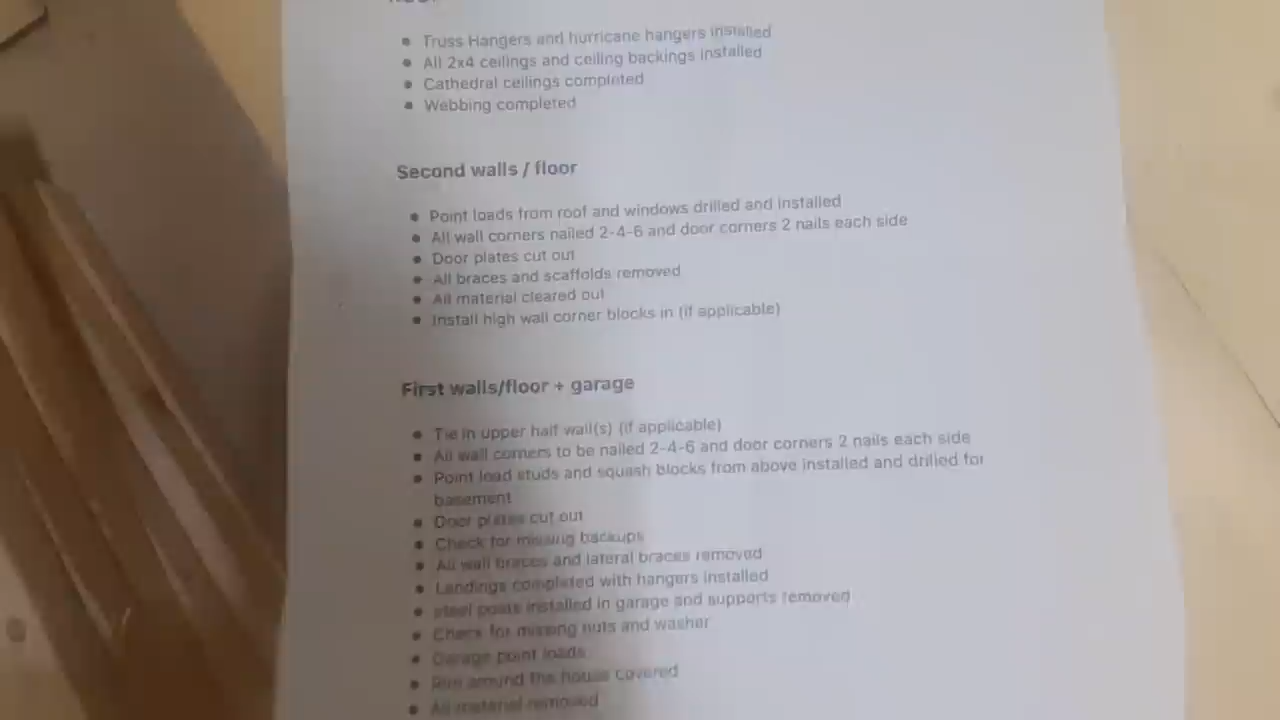 ● Truss Hangers and hurricane hangers installed
● All 2x4 ceilings and ceiling backings installed
● Cathedral ceilings completed
● Webbing completed
Second walls / floor
● Point loads from roof and windows drilled and installed
● All wall corners nailed 2-4-6 and door corners 2 nails each side
● Door plates cut out
● All braces and scaffolds removed
● All material cleared out
● Install high wall corner blocks in (if applicable)
First walls/floor + garage
● Tie in upper half wall(s) (if applicable)
● All wall corners to be nailed 2-4-6 and door corners 2 nails each side
● Point load studs and squash blocks from above installed and drilled for
basement
● Door plates cut out
● Check for missing backups
● All wall braces and lateral braces removed
● Landings completed with hangers installed
● steel posts installed in garage and supports removed
● Check for missing nuts and washer
● Garage point loads
● Rim around the house covered
● All material removed